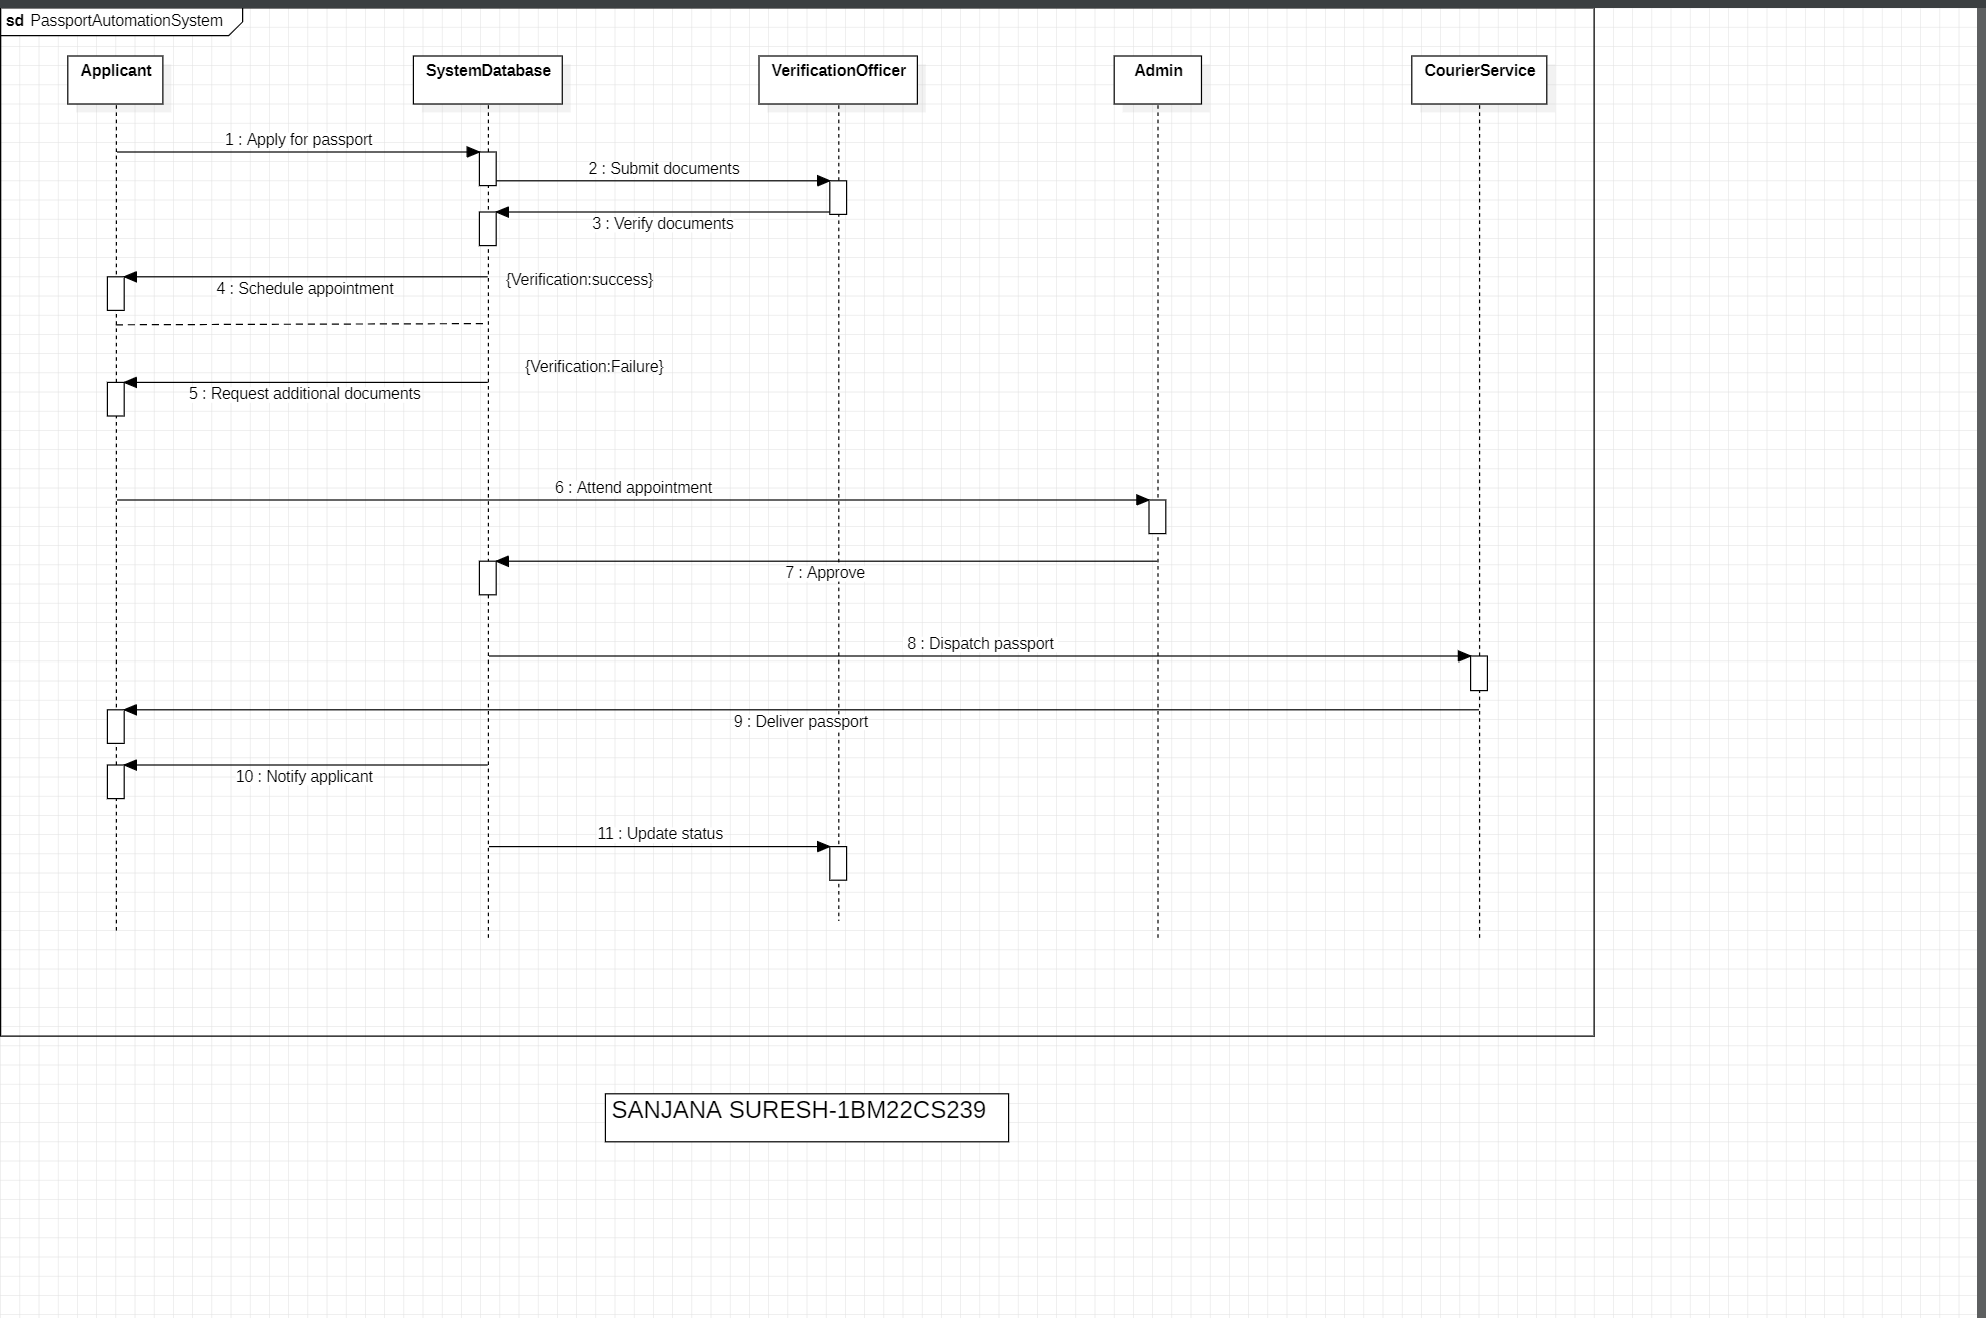 sd PassportAutomationSystem
Applicant
SystemDatabase
VerificationOfficer
Admin
CourierService
1 : Apply for passport
2 : Submit documents
3 : Verify documents
{Verification:success}
4 : Schedule appointment
{Verification:Failure}
5 : Request additional documents
6 : Attend appointment
7 : Approve
8 : Dispatch passport
9 : Deliver passport
10 : Notify applicant
11 : Update status
SANJANA SURESH-1BM22CS239